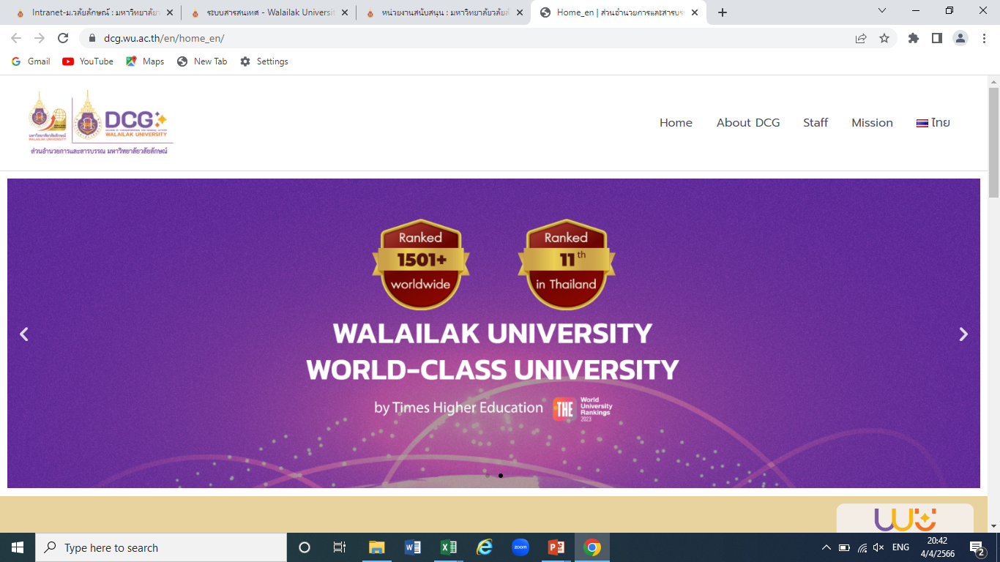 Intranet-ม.วลัยลักษณ์ : มหาวิทยาลัยว
ระบบสารสนเทศ - Walailak Universit
หน่วยงานสนับสนุน : มหาวิทยาลัยวลัยลั
Home_en | ส่วนอำนวยการและสารบรร
dcg.wu.ac.th/en/home_en/
Gmail YouTube Maps New Tab Settings
DCG
WALAILAK UNIVERSITY
มหาวิทยาลัยวลัยลักษณ์
WALAILAK UNIVERSITY
ส่วนอำนวยการและสารบรรณ มหาวิทยาลัยวลัยลักษณ์
Home About DCG Staff Mission ไทย
Ranked
1501+
worldwide
Ranked
11th
in Thailand
WALAILAK UNIVERSITY
WORLD-CLASS UNIVERSITY
by Times Higher Education
THE
World
University
Rankings
2023
Type here to search
zoom
ENG
20:42
4/4/2566
2